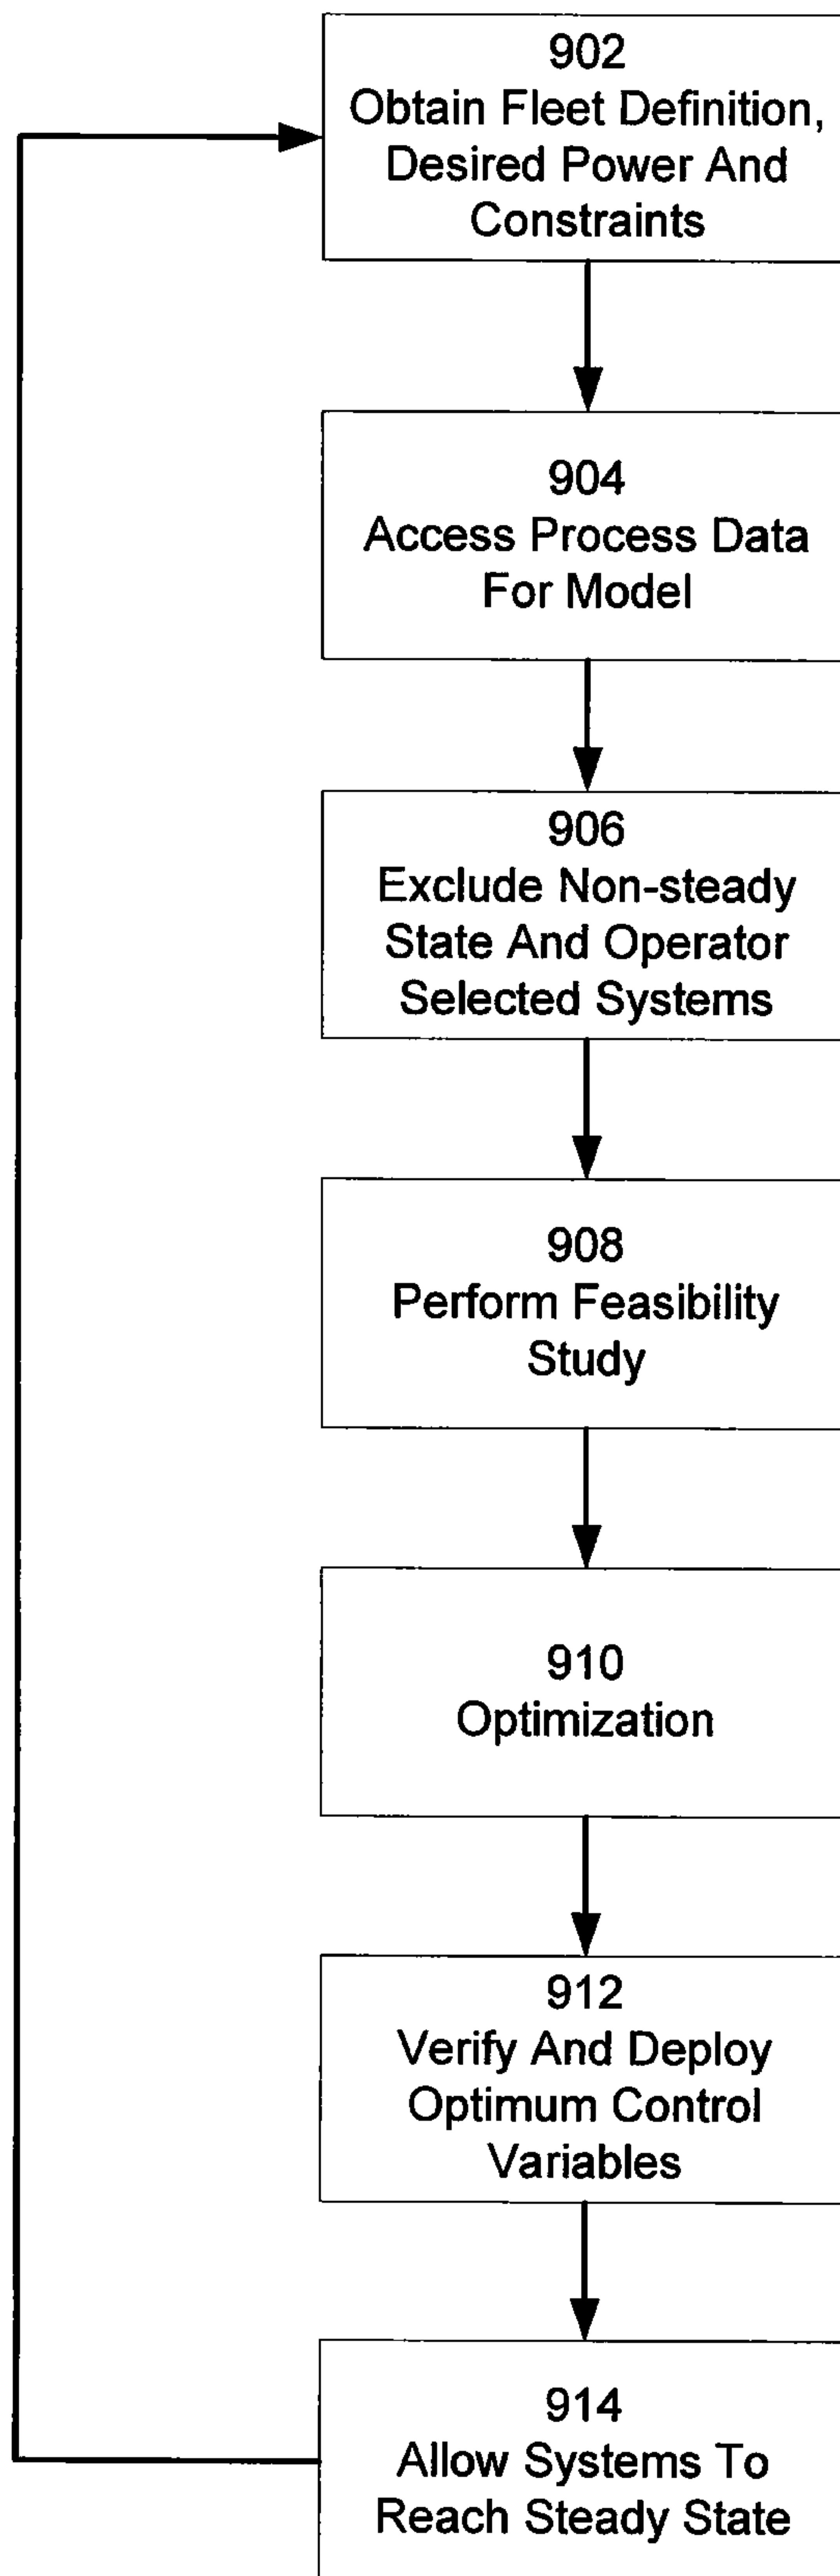 902
Obtain Fleet Definition,
Desired Power And
Constraints
904
Access Process Data
For Model
906
Exclude Non-steady
State And Operator
Selected Systems
908
Perform Feasibility
Study
910
Optimization
912
Verify And Deploy
Optimum Control
Variables
914
Allow Systems To
Reach Steady State